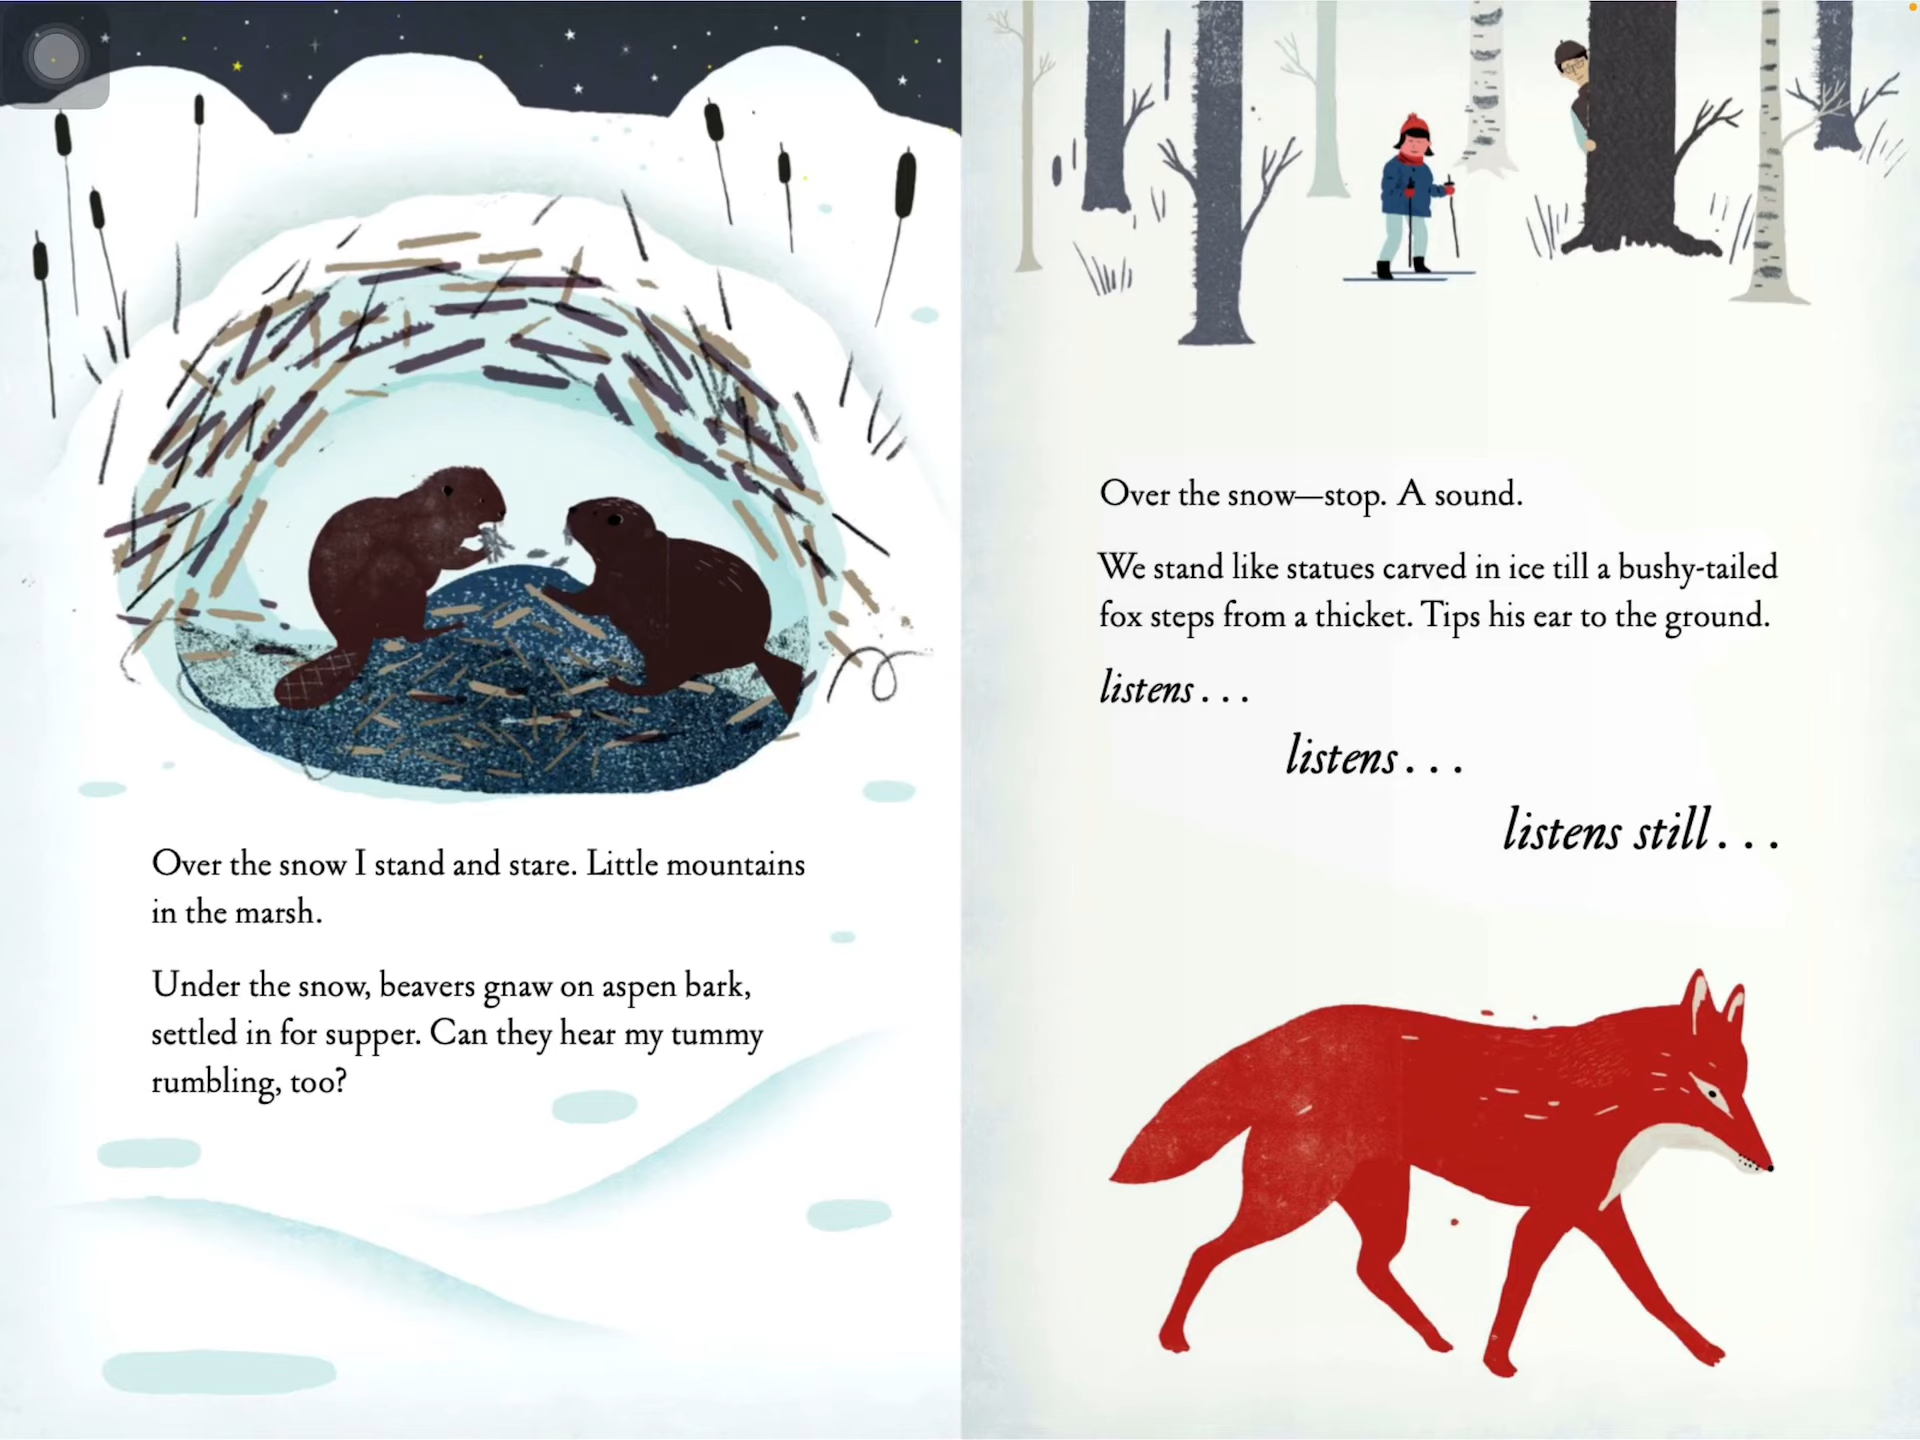 Over the snow I stand and stare. Little mountains
in the marsh.
Under the snow, beavers gnaw on aspen bark,
settled in for supper. Can they hear my tummy
rumbling, too?
Over the snow—stop. A sound.
We stand like statues carved in ice till a bushy-tailed
fox steps from a thicket. Tips his ear to the ground.
listens . . .
listens . . .
listens still . . .